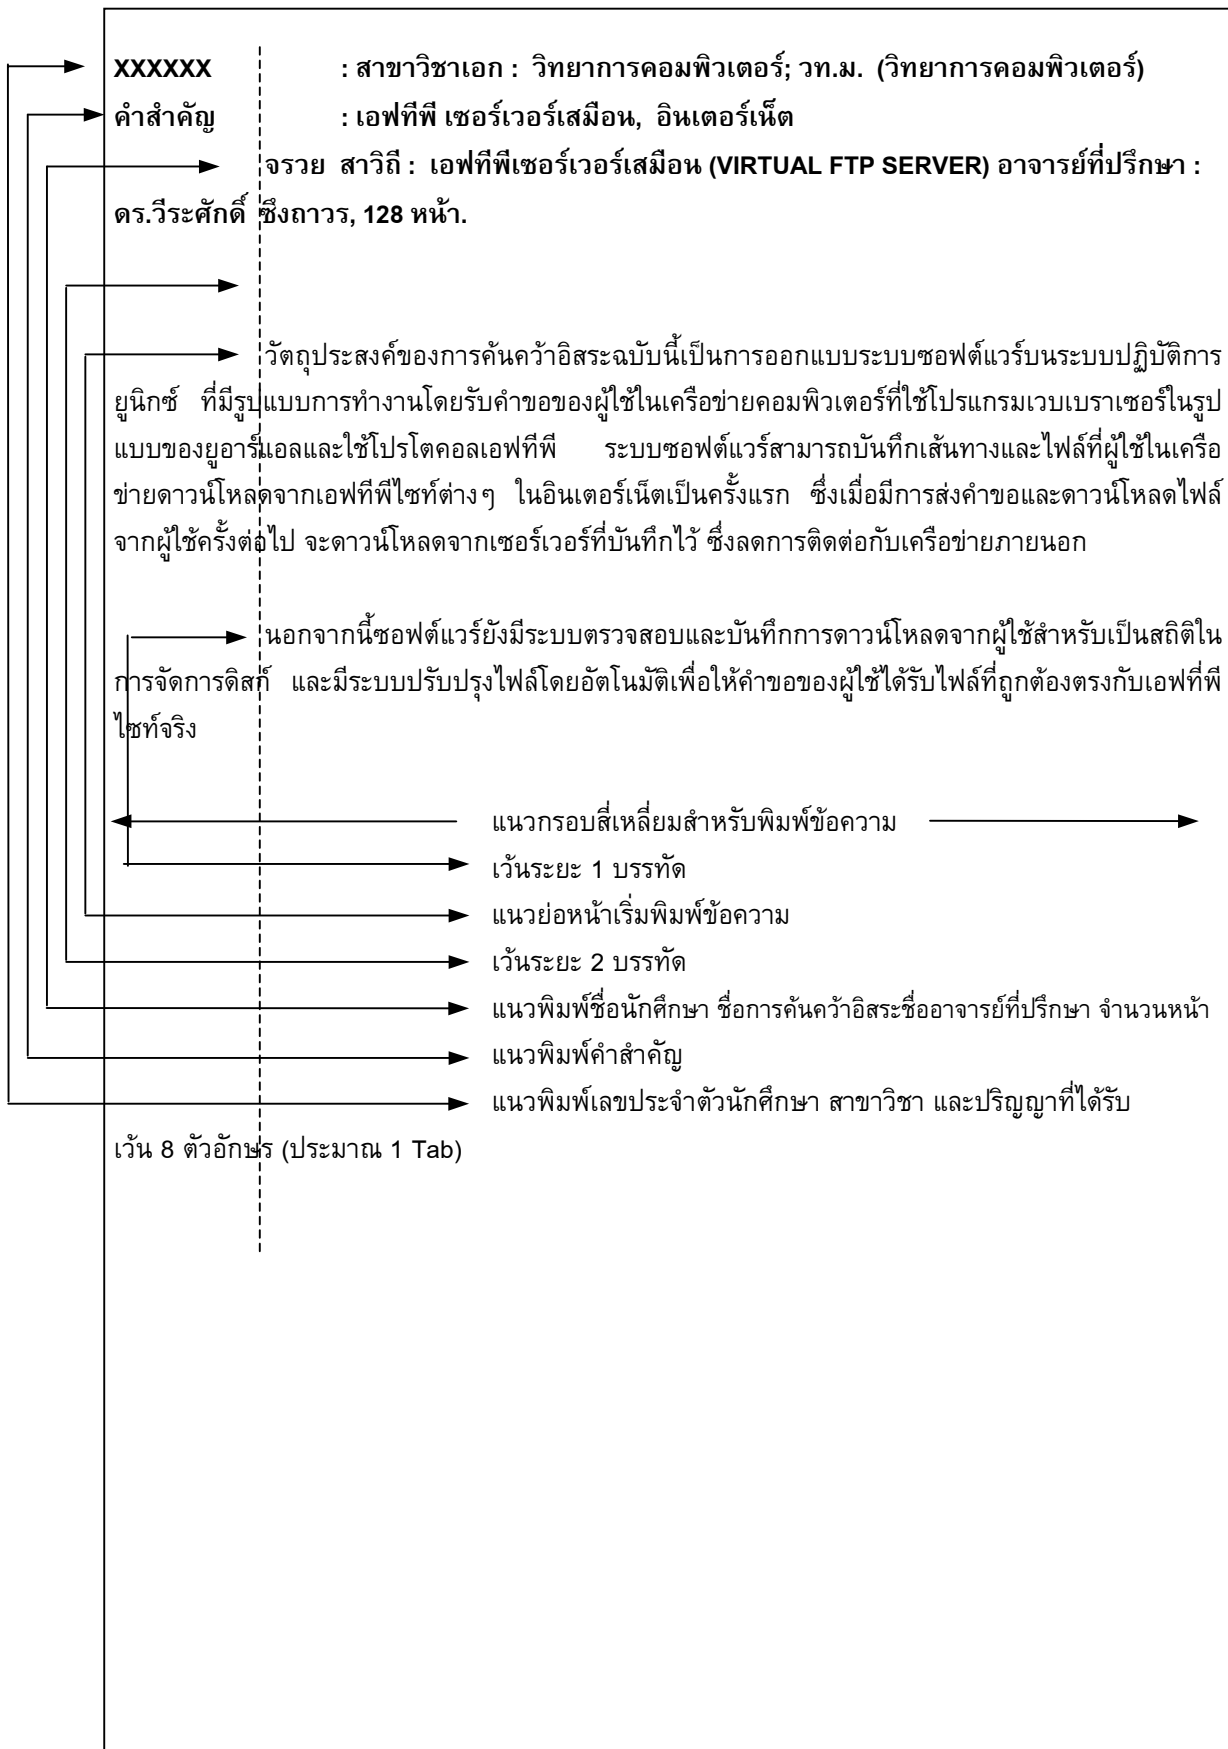 XXXXXX : สาขาวิชาเอก : วิทยาการคอมพิวเตอร์; วท.ม. (วิทยาการคอมพิวเตอร์)
คำสำคัญ : เอฟทีพี เซอร์เวอร์เสมือน, อินเตอร์เน็ต
จรวย สาวิถี : เอฟทีพีเซอร์เวอร์เสมือน (VIRTUAL FTP SERVER) อาจารย์ที่ปรึกษา :
ดร.วีระศักดิ์ ซึงถาวร, 128 หน้า.
วัตถุประสงค์ของการค้นคว้าอิสระฉบับนี้เป็นการออกแบบระบบซอฟต์แวร์บนระบบปฏิบัติการ
ยูนิกซ์ ที่มีรูปแบบการทำงานโดยรับคำขอของผู้ใช้ในเครือข่ายคอมพิวเตอร์ที่ใช้โปรแกรมเวบเบราเซอร์ในรูป
แบบของยูอาร์แอลและใช้โปรโตคอลเอฟทีพี ระบบซอฟต์แวร์สามารถบันทึกเส้นทางและไฟล์ที่ผู้ใช้ในเครือ
ข่ายดาวน์โหลดจากเอฟทีพีไซท์ต่างๆ ในอินเตอร์เน็ตเป็นครั้งแรก ซึ่งเมื่อมีการส่งคำขอและดาวน์โหลดไฟล์
จากผู้ใช้ครั้งต่อไป จะดาวน์โหลดจากเซอร์เวอร์ที่บันทึกไว้ ซึ่งลดการติดต่อกับเครือข่ายภายนอก
นอกจากนี้ซอฟต์แวร์ยังมีระบบตรวจสอบและบันทึกการดาวน์โหลดจากผู้ใช้สำหรับเป็นสถิติใน
การจัดการดิสก์ และมีระบบปรับปรุงไฟล์โดยอัตโนมัติเพื่อให้คำขอของผู้ใช้ได้รับไฟล์ที่ถูกต้องตรงกับเอฟที่พี
ไซท์จริง
แนวกรอบสี่เหลี่ยมสำหรับพิมพ์ข้อความ
เว้นระยะ 1 บรรทัด
แนวย่อหน้าเริ่มพิมพ์ข้อความ
เว้นระยะ 2 บรรทัด
แนวพิมพ์ชื่อนักศึกษา ชื่อการค้นคว้าอิสระชื่ออาจารย์ที่ปรึกษา จำนวนหน้า
แนวพิมพ์คำสำคัญ
แนวพิมพ์เลขประจำตัวนักศึกษา สาขาวิชา และปริญญาที่ได้รับ
เว้น 8 ตัวอักษร (ประมาณ 1 Tab)